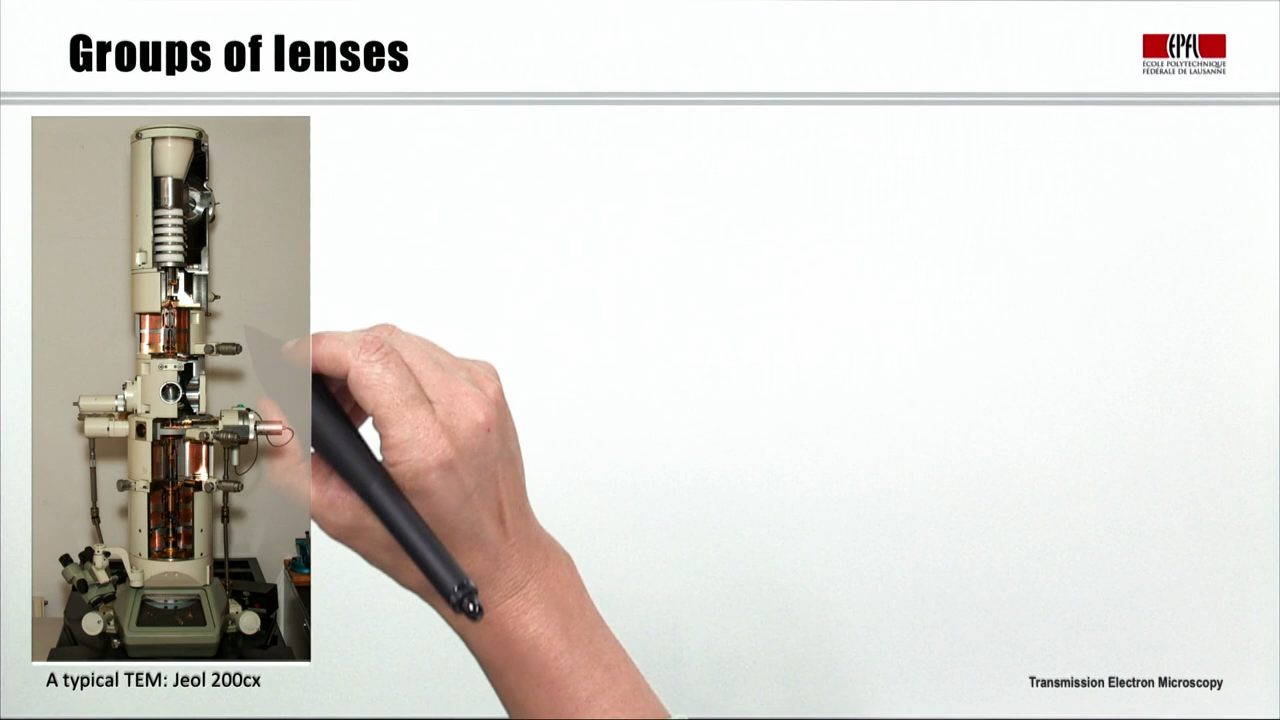 Groups of lenses
EPFL
ÉCOLE POLYTECHNIQUE
FÉDÉRALE DE LAUSANNE
A typical TEM: Jeol 200cx
Transmission Electron Microscopy